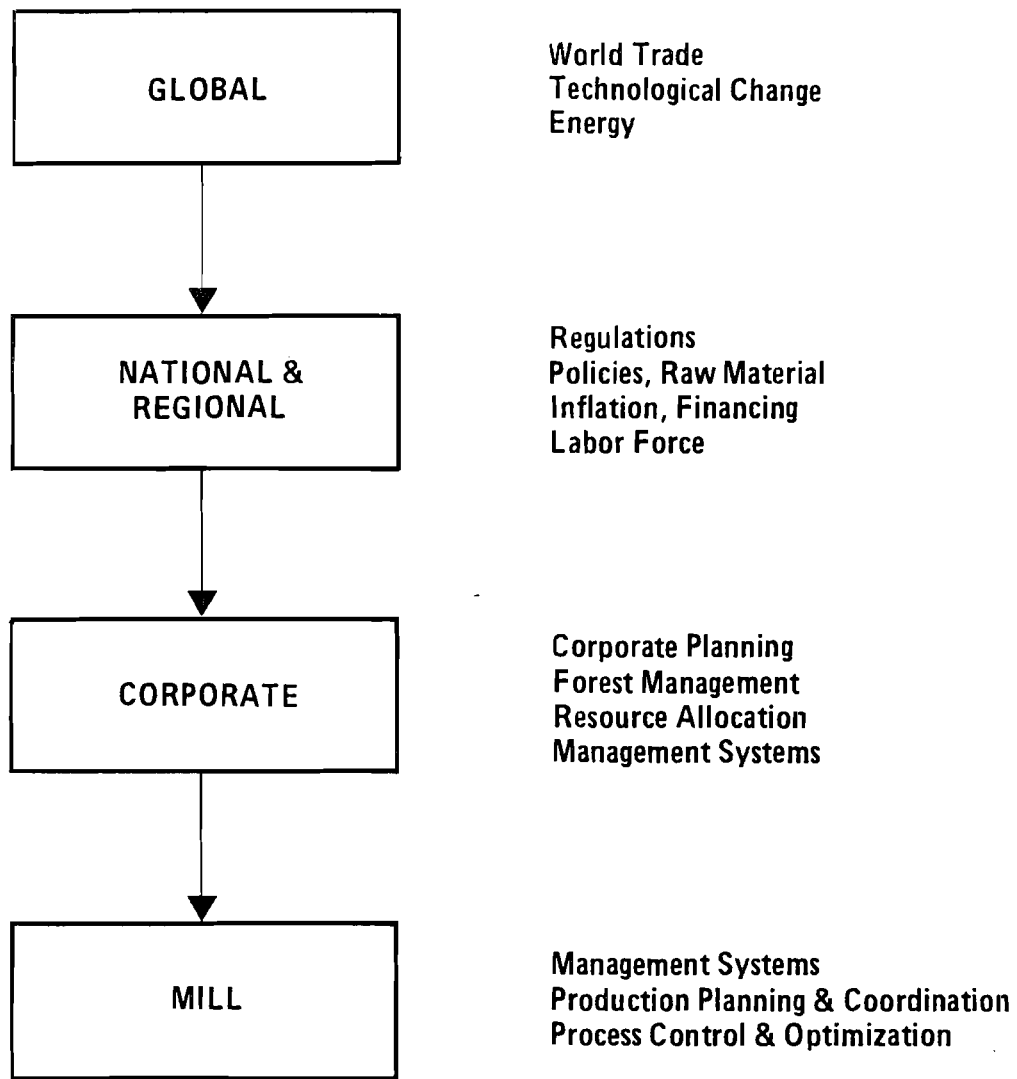 GLOBAL
World Trade
Technological Change
Energy
NATIONAL &
REGIONAL
Regulations
Policies, Raw Material
Inflation, Financing
Labor Force
CORPORATE
Corporate Planning
Forest Management
Resource Allocation
Management Systems
MILL
Management Systems
Production Planning & Coordination
Process Control & Optimization